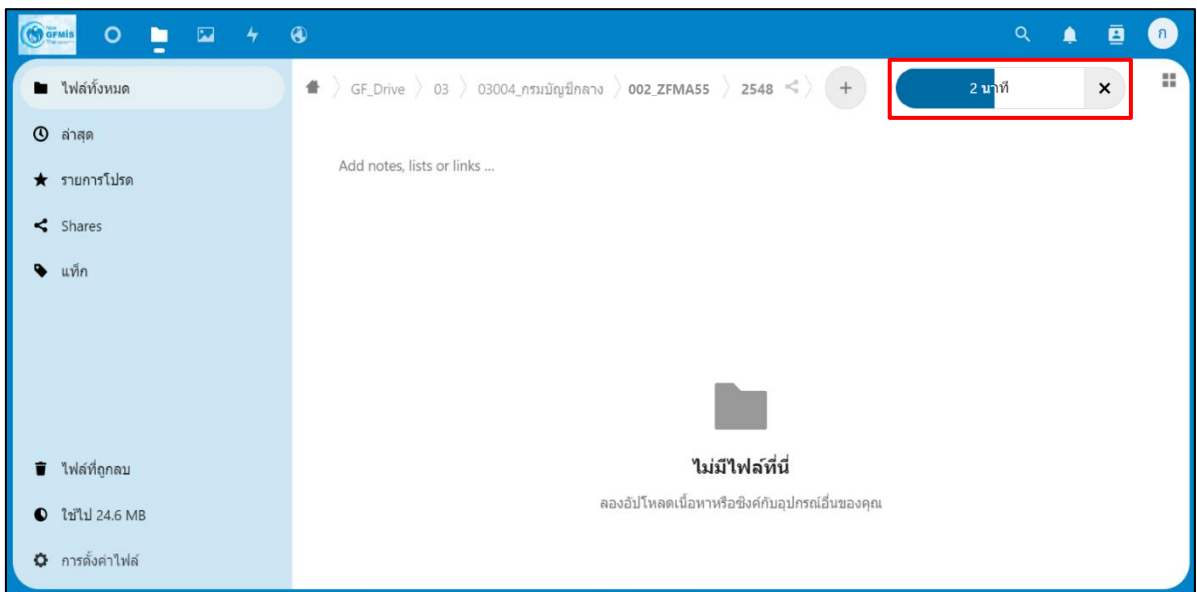 New
GFMIS
ก
ไฟล์ทั้งหมด
GF_Drive
03
03004_กรมบัญชีกลาง
002_ZFMA55
2548
+
2 นาที
ล่าสุด
Add notes, lists or links ...
รายการโปรด
Shares
แท็ก
ไม่มีไฟล์ที่นี่
ลองอัปโหลดเนื้อหาหรือซิงค์กับอุปกรณ์อื่นของคุณ
ไฟล์ที่ถูกลบ
ใช้ไป 24.6 MB
การตั้งค่าไฟล์